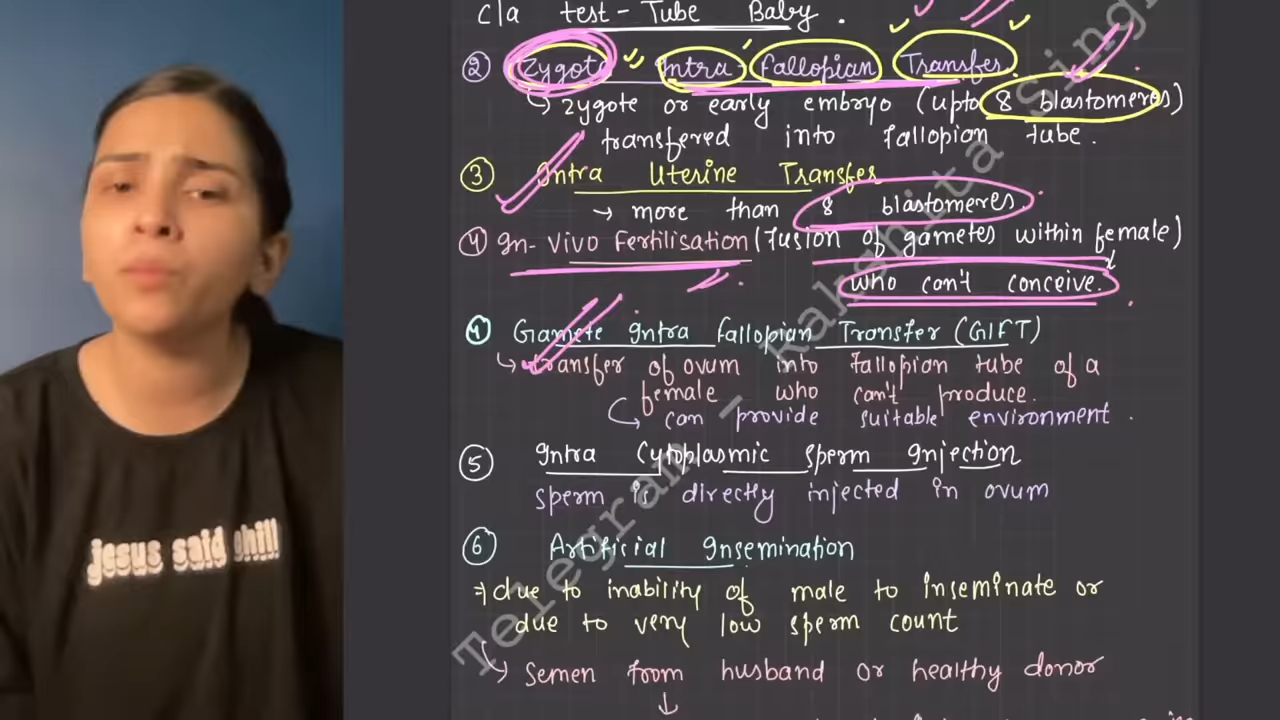 c/a test-Tube Baby.
② Zygote Intra Fallopian Transfer.
↳ zygote or early embryo (upto 8 blastomeres)
transferred into fallopian tube.
③ Intra Uterine Transfer
→ more than 8 blastomeres.
④ In-Vivo Fertilisation (fusion of gametes within female)
↓
who can't conceive.
④ Gamete Intra Fallopian Transfer (GIFT)
↳ transfer of ovum into fallopian tube of a
female who can't produce.
↳ can provide suitable environment.
⑤ Intra Cytoplasmic Sperm Injection
sperm is directly injected in ovum
⑥ Artificial Insemination
⇒ due to inability of male to inseminate or
due to very low sperm count
↳ Semen from husband or healthy donor
↓
Telegram - Rakshita Singh
jesus said chill